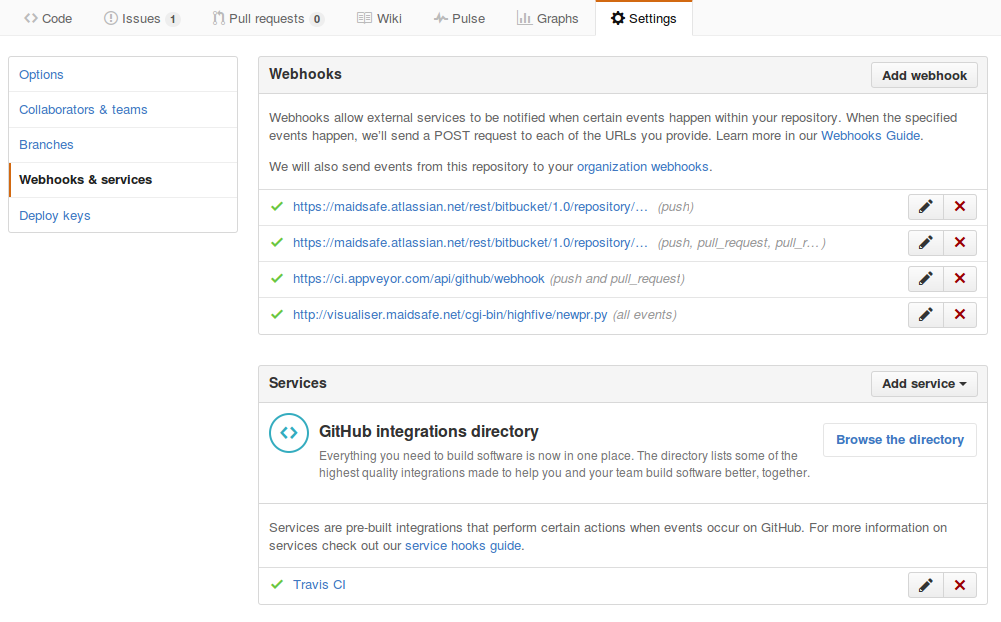 Code Issues 1 Pull requests 0 Wiki Pulse Graphs Settings
Options
Collaborators & teams
Branches
Webhooks & services
Deploy keys
Webhooks
Add webhook
Webhooks allow external services to be notified when certain events happen within your repository. When the specified
events happen, we'll send a POST request to each of the URLs you provide. Learn more in our Webhooks Guide.
We will also send events from this repository to your organization webhooks.
https://maidsafe.atlassian.net/rest/bitbucket/1.0/repository/… (push)
https://maidsafe.atlassian.net/rest/bitbucket/1.0/repository/… (push, pull_request, pull_r… )
https://ci.appveyor.com/api/github/webhook (push and pull_request)
http://visualiser.maidsafe.net/cgi-bin/highfive/newpr.py (all events)
Services
Add service
GitHub integrations directory
Everything you need to build software is now in one place. The directory lists some of the
highest quality integrations made to help you and your team build software better, together.
Browse the directory
Services are pre-built integrations that perform certain actions when events occur on GitHub. For more information on
services check out our service hooks guide.
Travis CI